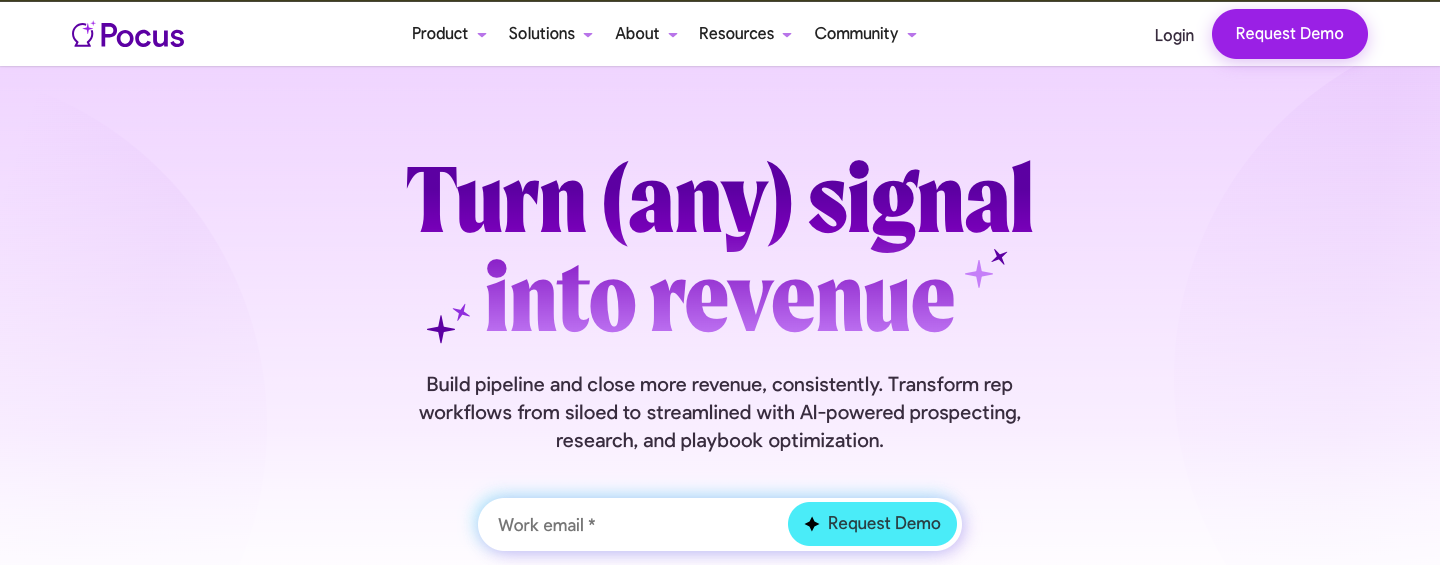 Pocus
Product
Solutions
About
Resources
Community
Login
Request Demo
Turn (any) signal
into revenue
Build pipeline and close more revenue, consistently. Transform rep
workflows from siloed to streamlined with AI-powered prospecting,
research, and playbook optimization.
Work email *
Request Demo